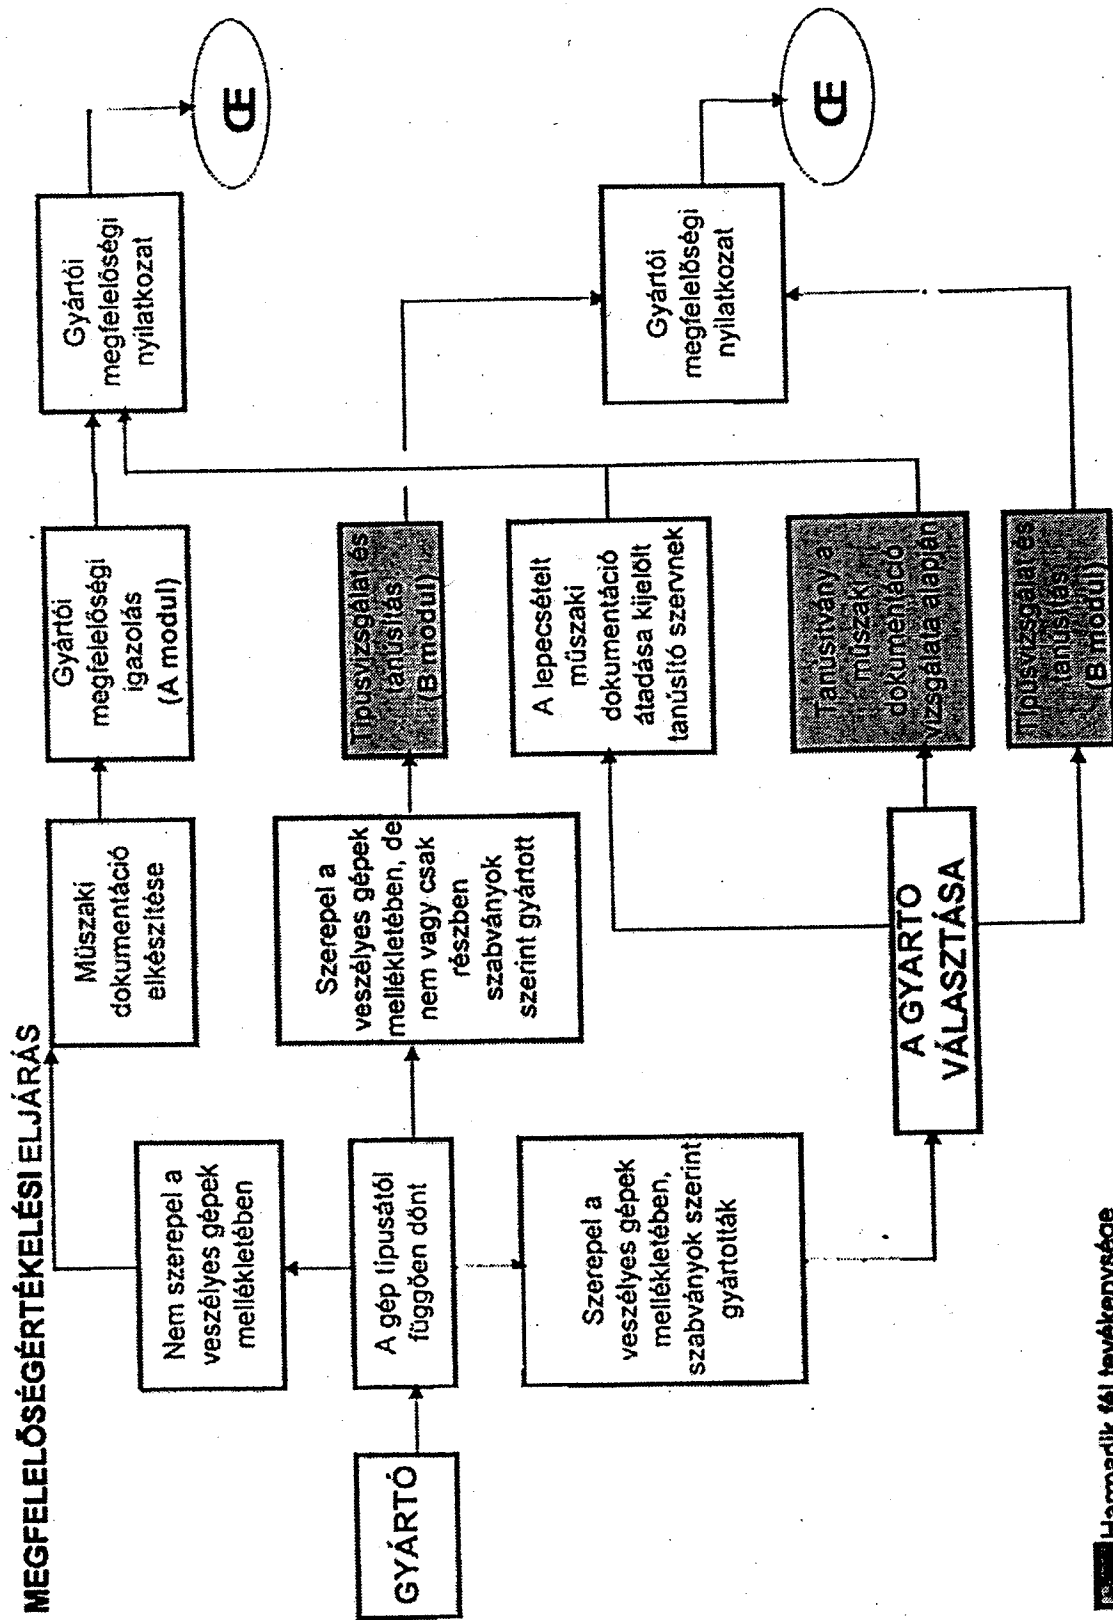 MEGFELELŐSÉGÉRTÉKELÉSI ELJÁRÁS
GYÁRTÓ
A gép típusától
függően dönt
Nem szerepel a
veszélyes gépek
mellékletében
Műszaki
dokumentáció
elkészítése
Gyártói
megfelelőségi
igazolás
(A modul)
Gyártói
megfelelőségi
nyilatkozat
CE
Szerepel a
veszélyes gépek
mellékletében, de
nem vagy csak
részben
szabványok
szerint gyártott
Típusvizsgálat és
tanúsítás
(B modul)
Szerepel a
veszélyes gépek
mellékletében,
szabványok szerint
gyártották
A GYARTO
VÁLASZTÁSA
A lepecsételt
műszaki
dokumentáció
átadása kijelölt
tanúsító szervnek
Tanúsítvány a
műszaki
dokumentáció
vizsgálata alapján
Típusvizsgálat és
tanúsítás
(B modul)
Gyártói
megfelelőségi
nyilatkozat
CE
Harmadik fél tevékenysége